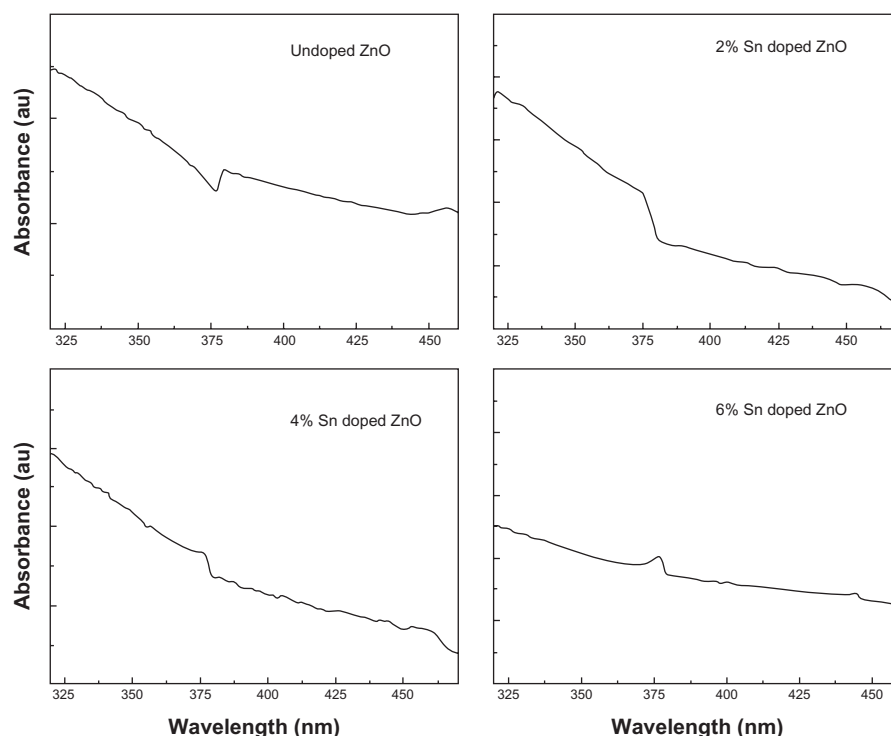 Undoped ZnO
Absorbance (au)
325 350 375 400 425 450
2% Sn doped ZnO
325 350 375 400 425 450
4% Sn doped ZnO
Absorbance (au)
325 350 375 400 425 450
Wavelength (nm)
6% Sn doped ZnO
325 350 375 400 425 450
Wavelength (nm)